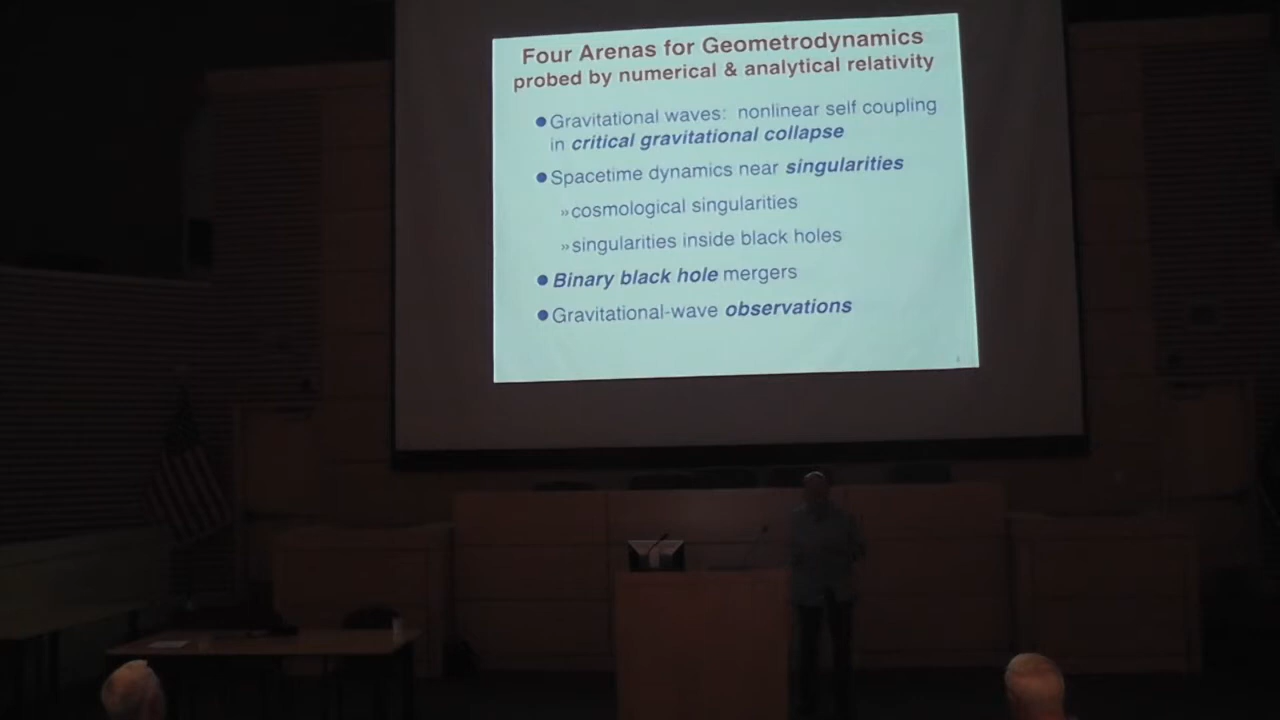 Four Arenas for Geometrodynamics
probed by numerical & analytical relativity
● Gravitational waves: nonlinear self coupling
in critical gravitational collapse
● Spacetime dynamics near singularities
» cosmological singularities
» singularities inside black holes
● Binary black hole mergers
● Gravitational-wave observations